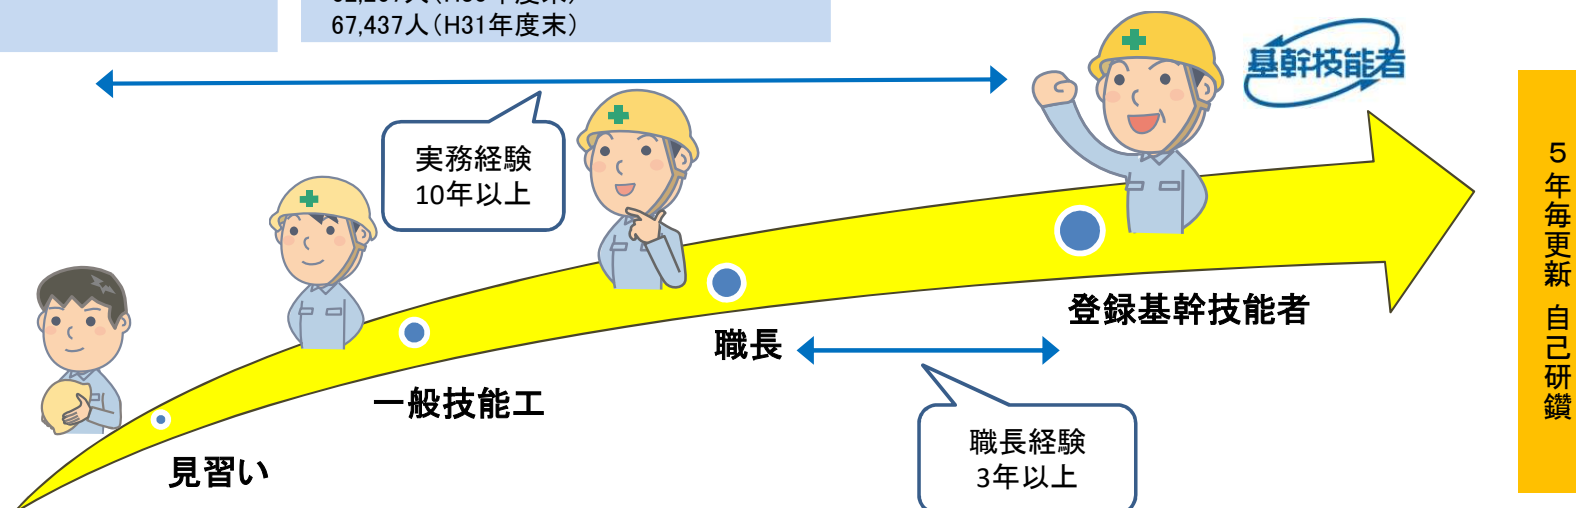 67,437人（H31年度末）
基幹技能者
実務経験
10年以上
登録基幹技能者
職長
一般技能工
職長経験
3年以上
見習い
５年毎更新　自己研鑽